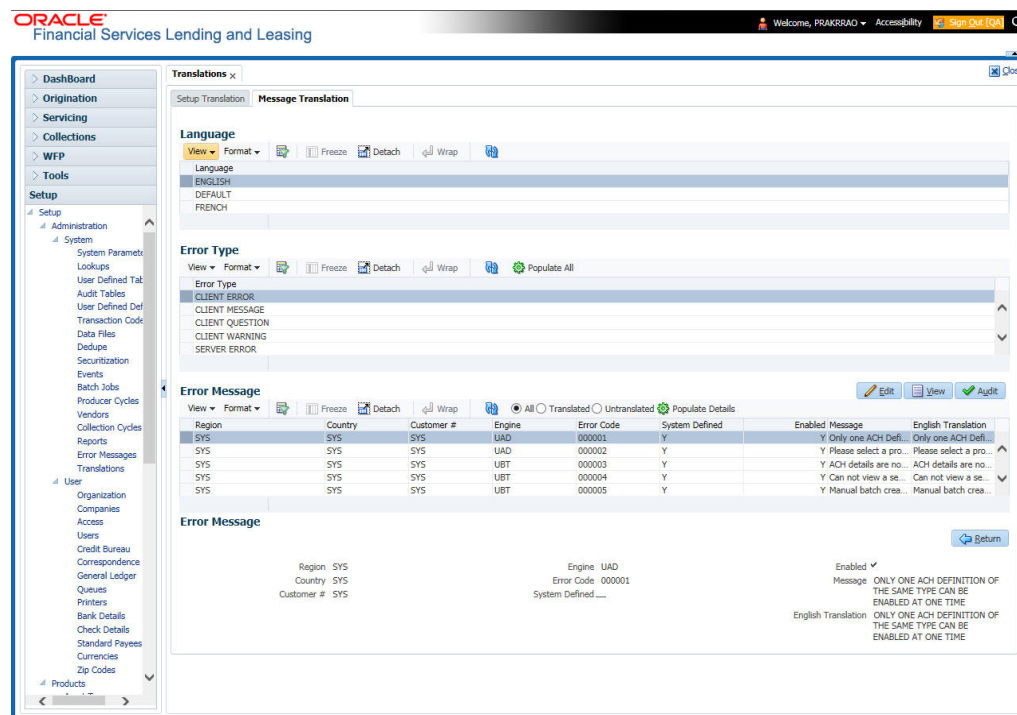 ORACLE
Financial Services Lending and Leasing
Welcome, PRAKRRAO Accessibility Sign Out [QA]
DashBoard
Origination
Servicing
Collections
WFP
Tools
Setup
Setup
Administration
System
System Paramete
Lookups
User Defined Tab
Audit Tables
User Defined Def
Transaction Code
Data Files
Dedupe
Securitization
Events
Batch Jobs
Producer Cycles
Vendors
Collection Cycles
Reports
Error Messages
Translations
User
Organization
Companies
Access
Users
Credit Bureau
Correspondence
General Ledger
Queues
Printers
Bank Details
Check Details
Standard Payees
Currencies
Zip Codes
Products
Translations x Clos
Setup Translation Message Translation
Language
View Format Freeze Detach Wrap
Language
ENGLISH
DEFAULT
FRENCH
Error Type
View Format Freeze Detach Wrap Populate All
Error Type
CLIENT ERROR
CLIENT MESSAGE
CLIENT QUESTION
CLIENT WARNING
SERVER ERROR
Error Message Edit View Audit
View Format Freeze Detach Wrap All Translated Untranslated Populate Details
Region Country Customer # Engine Error Code System Defined Enabled Message English Translation
SYS SYS SYS UAD 000001 Y Y Only one ACH Defi... Only one ACH Defi...
SYS SYS SYS UAD 000002 Y Y Please select a pro... Please select a pro...
SYS SYS SYS UBT 000003 Y Y ACH details are no... ACH details are no...
SYS SYS SYS UBT 000004 Y Y Can not view a se... Can not view a se...
SYS SYS SYS UBT 000005 Y Y Manual batch crea... Manual batch crea...
Error Message
Return
Region SYS Engine UAD Enabled
Country SYS Error Code 000001 Message ONLY ONE ACH DEFINITION OF
Customer # SYS System Defined THE SAME TYPE CAN BE
ENABLED AT ONE TIME
English Translation ONLY ONE ACH DEFINITION OF
THE SAME TYPE CAN BE
ENABLED AT ONE TIME